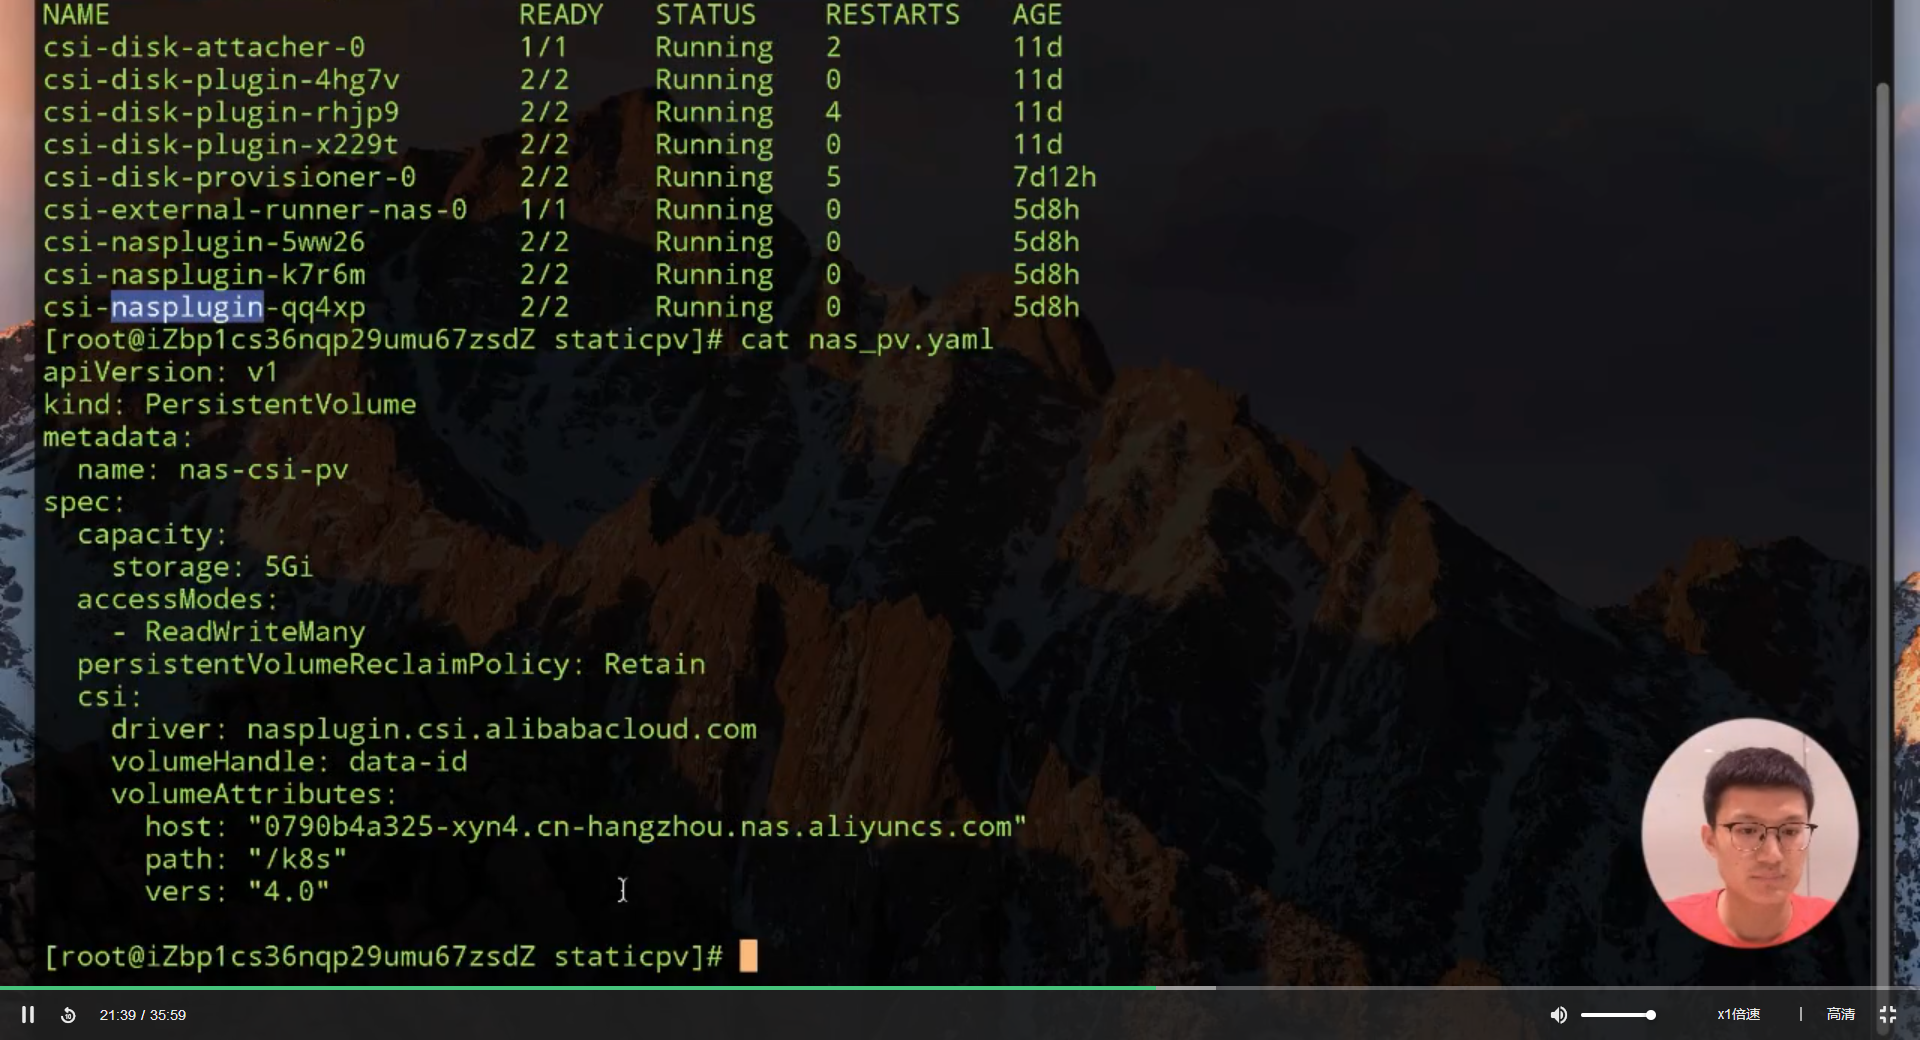 NAME READY STATUS RESTARTS AGE
csi-disk-attacher-0 1/1 Running 2 11d
csi-disk-plugin-4hg7v 2/2 Running 0 11d
csi-disk-plugin-rhjp9 2/2 Running 4 11d
csi-disk-plugin-x229t 2/2 Running 0 11d
csi-disk-provisioner-0 2/2 Running 5 7d12h
csi-external-runner-nas-0 1/1 Running 0 5d8h
csi-nasplugin-5ww26 2/2 Running 0 5d8h
csi-nasplugin-k7r6m 2/2 Running 0 5d8h
csi-nasplugin-qq4xp 2/2 Running 0 5d8h
[root@iZbp1cs36nqp29umu67zsdZ staticpv]# cat nas_pv.yaml
apiVersion: v1
kind: PersistentVolume
metadata:
  name: nas-csi-pv
spec:
  capacity:
    storage: 5Gi
  accessModes:
    - ReadWriteMany
  persistentVolumeReclaimPolicy: Retain
  csi:
    driver: nasplugin.csi.alibabacloud.com
    volumeHandle: data-id
    volumeAttributes:
      host: "0790b4a325-xyn4.cn-hangzhou.nas.aliyuncs.com"
      path: "/k8s"
      vers: "4.0"
[root@iZbp1cs36nqp29umu67zsdZ staticpv]#
10 21:39 / 35:59 x1倍速 | 高清